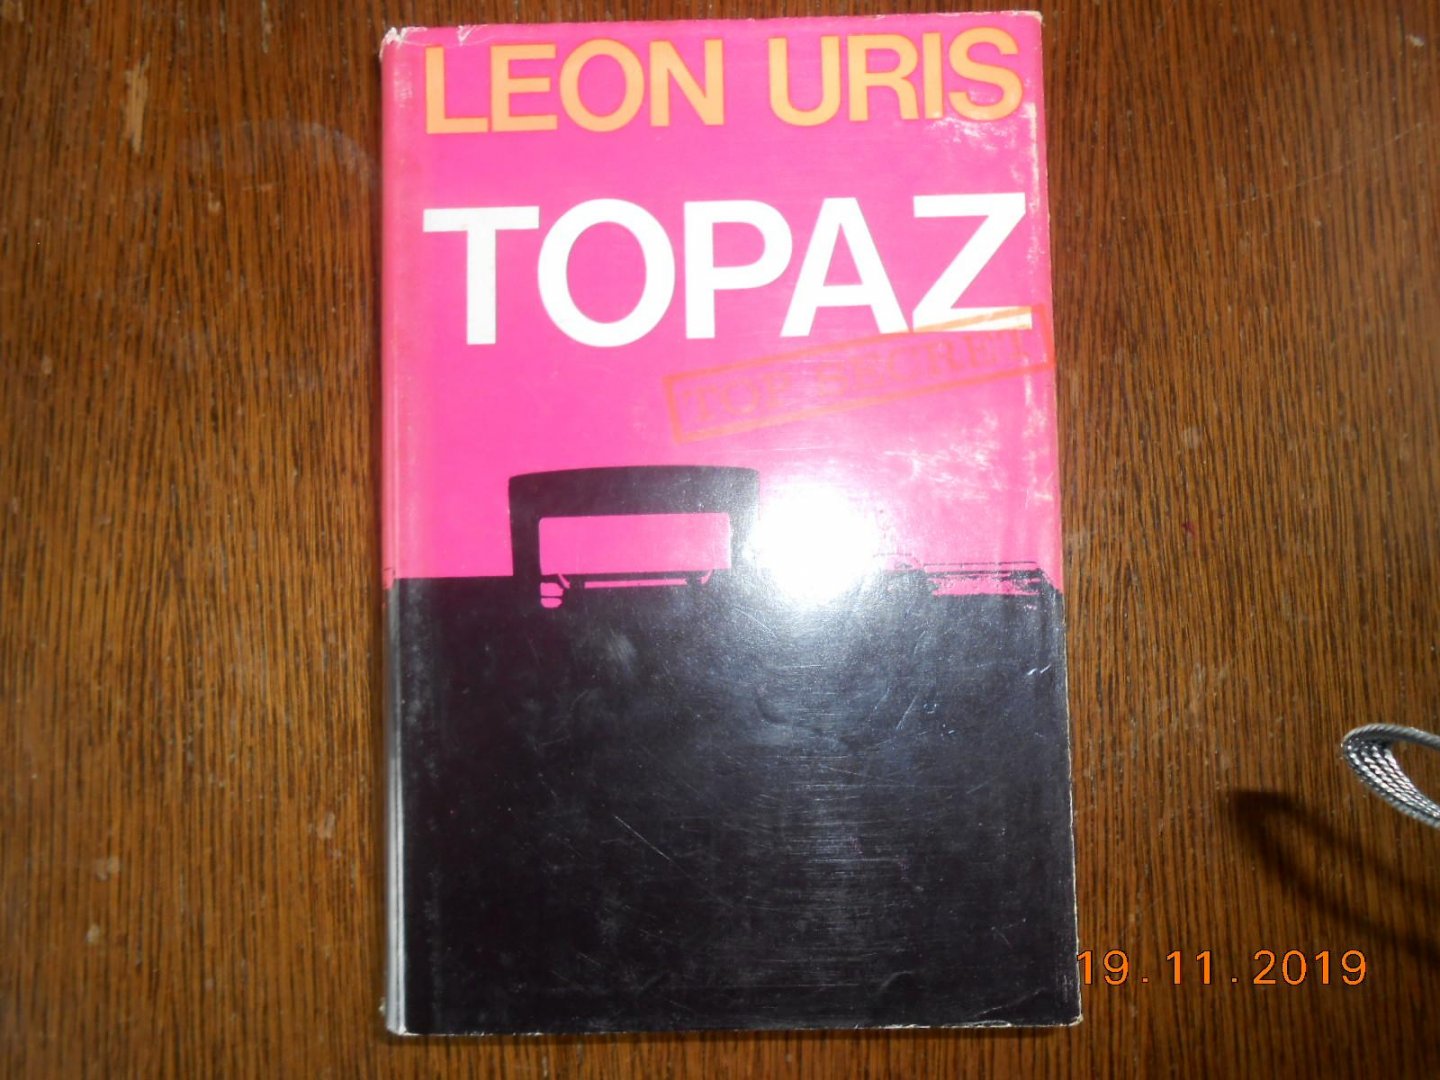 LEON URIS
TOPAZ
TOP SECRET
19.11.2019